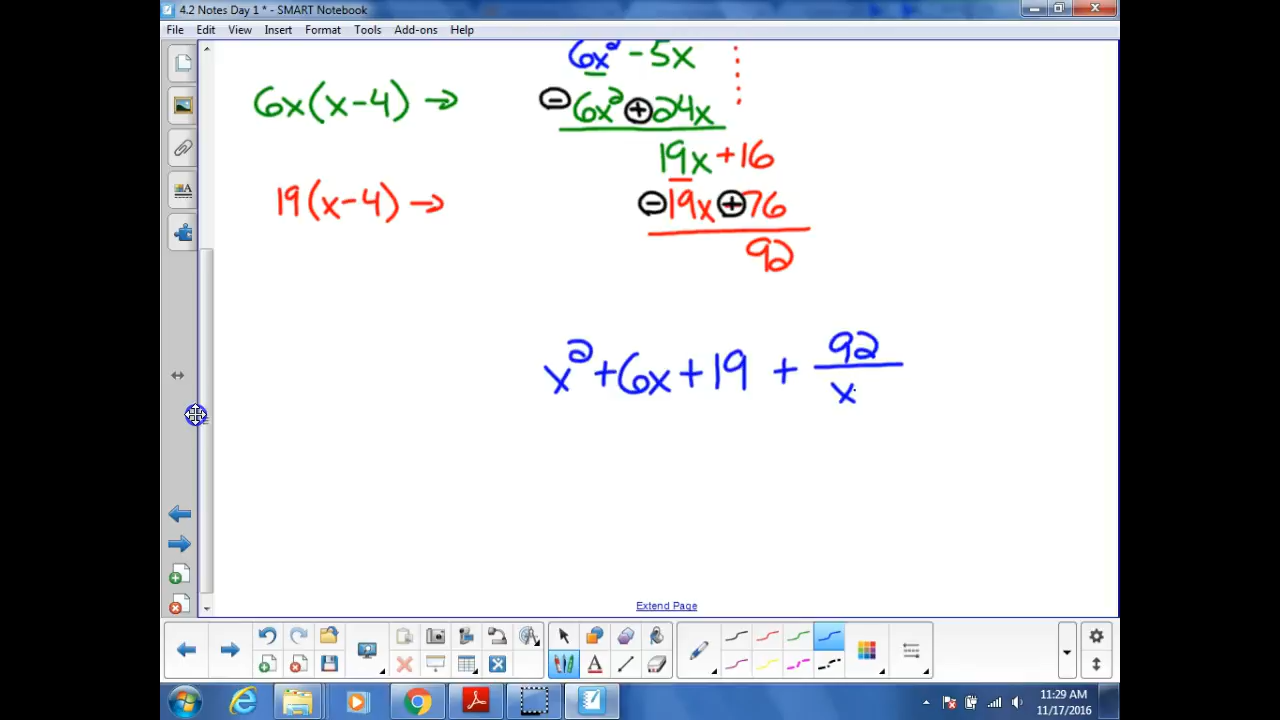 4.2 Notes Day 1 * - SMART Notebook
File Edit View Insert Format Tools Add-ons Help
6x² - 5x
6x(x-4) → ⊖6x² ⊕24x
19x +16
19(x-4) → ⊖19x ⊕76
92
x² + 6x + 19 + 92
x
Extend Page
11:29 AM
11/17/2016